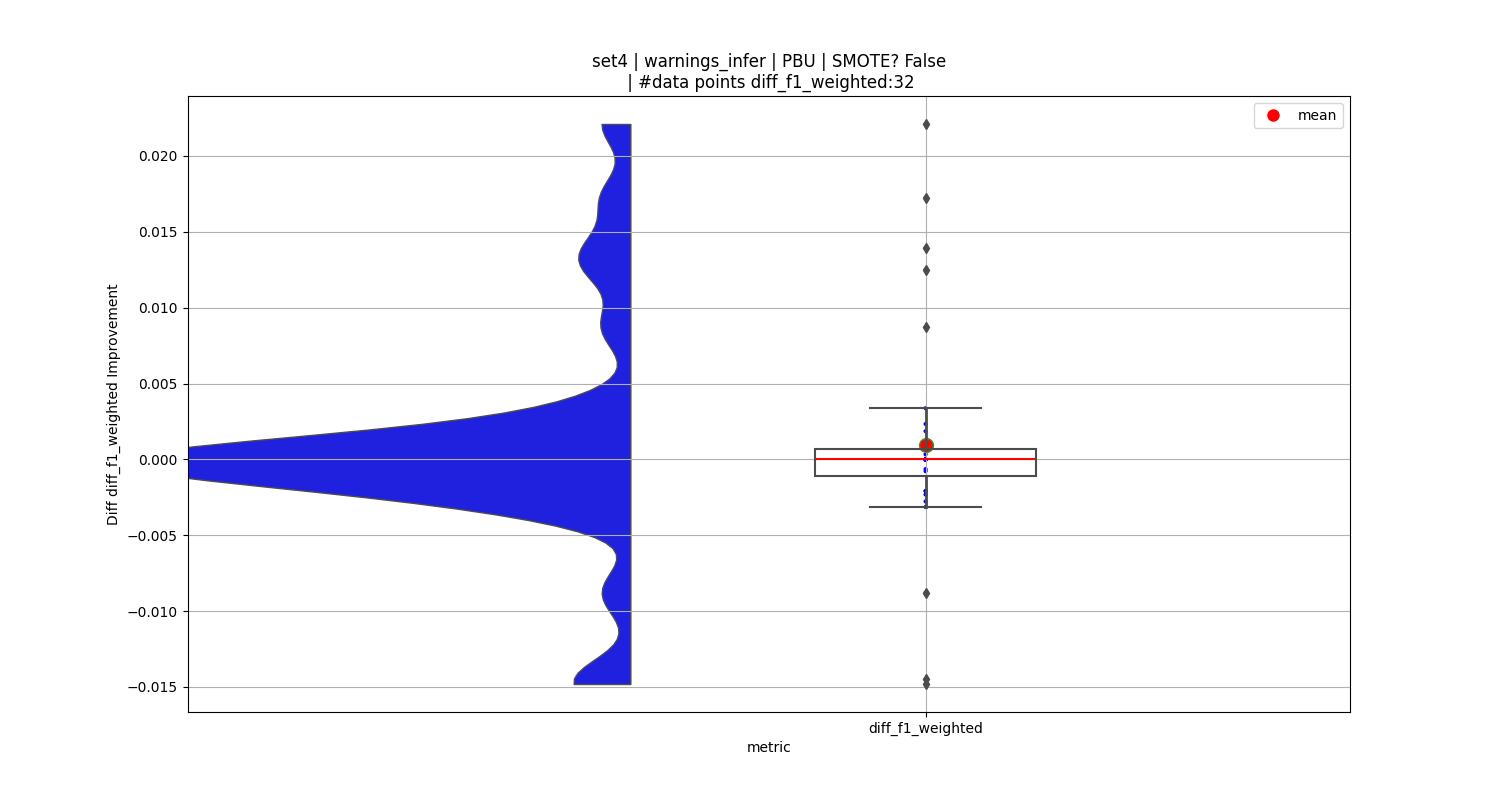 set4 | warnings_infer | PBU | SMOTE? False
| #data points diff_f1_weighted:32
mean
0.020
0.015
0.010
0.005
0.000
−0.005
−0.010
−0.015
Diff diff_f1_weighted Improvement
diff_f1_weighted
metric